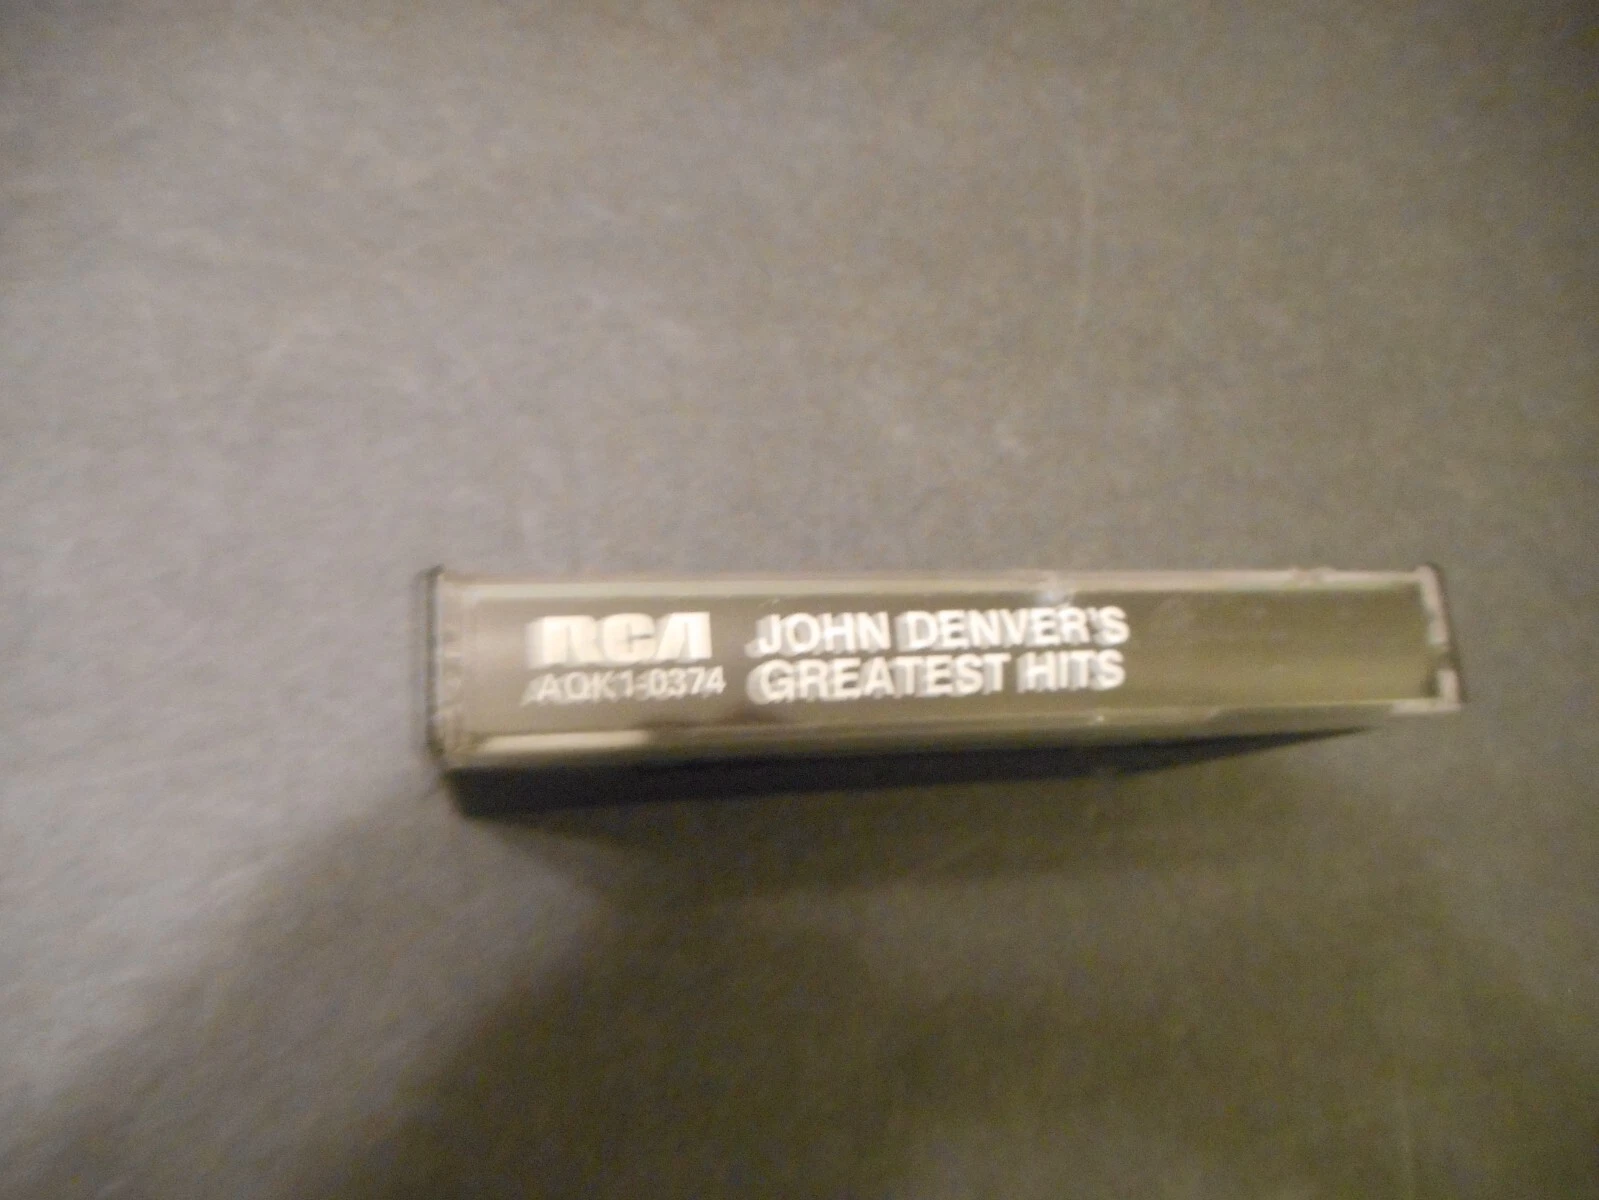 RCA
AQK1-0374
JOHN DENVER'S
GREATEST HITS